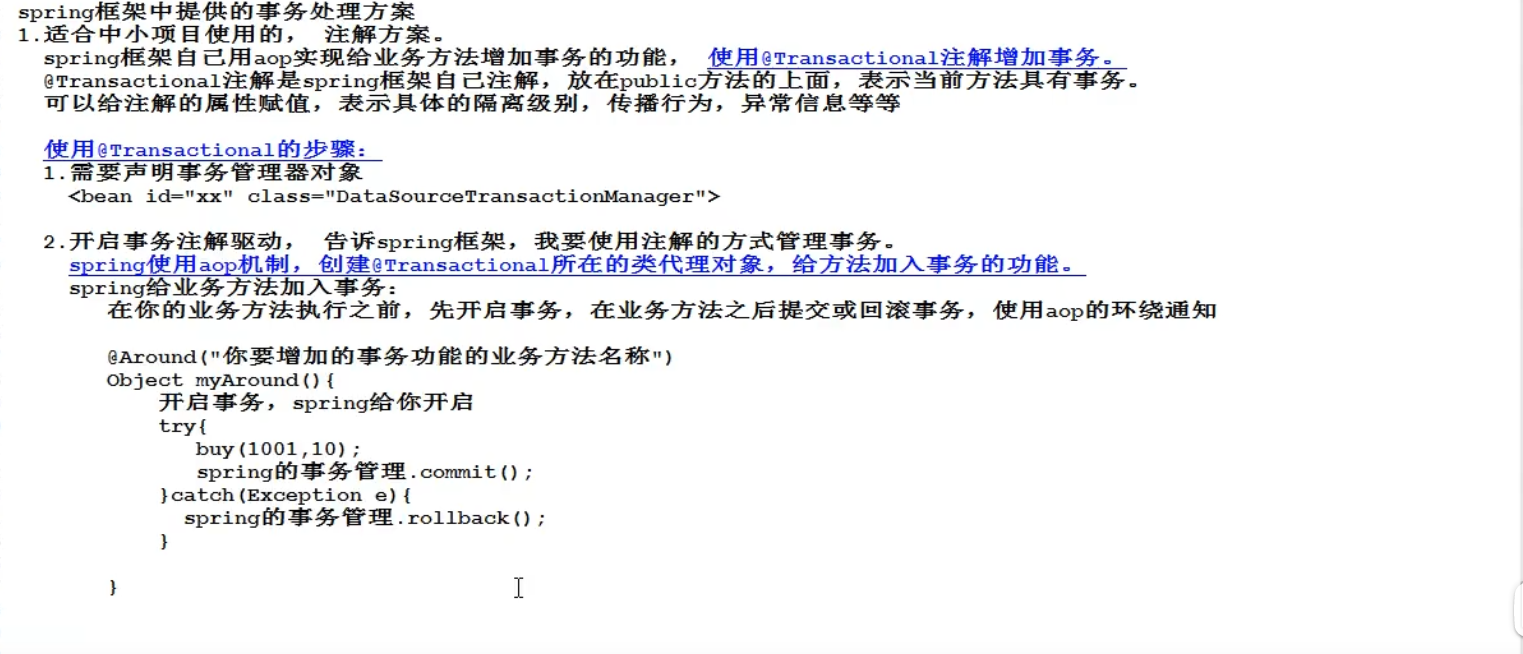 spring框架中提供的事务处理方案
1.适合中小项目使用的， 注解方案。
spring框架自己用aop实现给业务方法增加事务的功能， 使用@Transactional注解增加事务。
@Transactional注解是spring框架自己注解，放在public方法的上面，表示当前方法具有事务。
可以给注解的属性赋值，表示具体的隔离级别，传播行为，异常信息等等
使用@Transactional的步骤：
1.需要声明事务管理器对象
<bean id="xx" class="DataSourceTransactionManager">
2.开启事务注解驱动， 告诉spring框架，我要使用注解的方式管理事务。
spring使用aop机制，创建@Transactional所在的类代理对象，给方法加入事务的功能。
spring给业务方法加入事务：
在你的业务方法执行之前，先开启事务，在业务方法之后提交或回滚事务，使用aop的环绕通知
@Around("你要增加的事务功能的业务方法名称")
Object myAround(){
开启事务，spring给你开启
try{
buy(1001,10);
spring的事务管理.commit();
}catch(Exception e){
spring的事务管理.rollback();
}
}